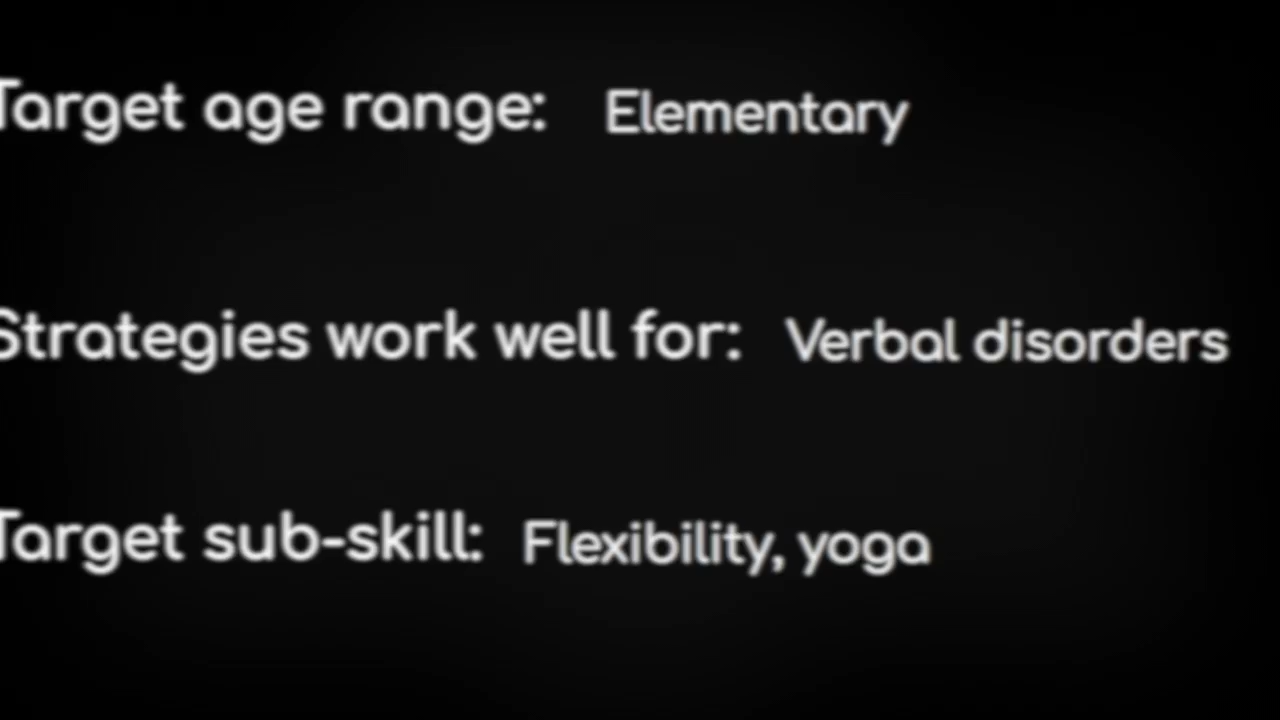 Target age range: Elementary
Strategies work well for: Verbal disorders
Target sub-skill: Flexibility, yoga